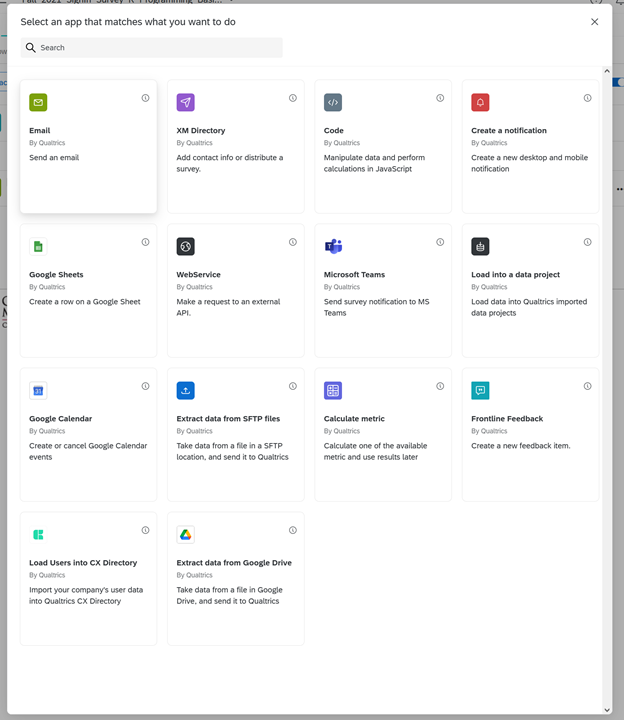 Select an app that matches what you want to do
Search
Email
By Qualtrics
Send an email
XM Directory
By Qualtrics
Add contact info or distribute a
survey.
Code
By Qualtrics
Manipulate data and perform
calculations in JavaScript
Create a notification
By Qualtrics
Create a new desktop and mobile
notification
Google Sheets
By Qualtrics
Create a row on a Google Sheet
WebService
By Qualtrics
Make a request to an external
API.
Microsoft Teams
By Qualtrics
Send survey notification to MS
Teams
Load into a data project
By Qualtrics
Load data into Qualtrics imported
data projects
31
Google Calendar
By Qualtrics
Create or cancel Google Calendar
events
Extract data from SFTP files
By Qualtrics
Take data from a file in a SFTP
location, and send it to Qualtrics
Calculate metric
By Qualtrics
Calculate one of the available
metric and use results later
Frontline Feedback
By Qualtrics
Create a new feedback item.
Load Users into CX Directory
By Qualtrics
Import your company's user data
into Qualtrics CX Directory
Extract data from Google Drive
By Qualtrics
Take data from a file in Google
Drive, and send it to Qualtrics